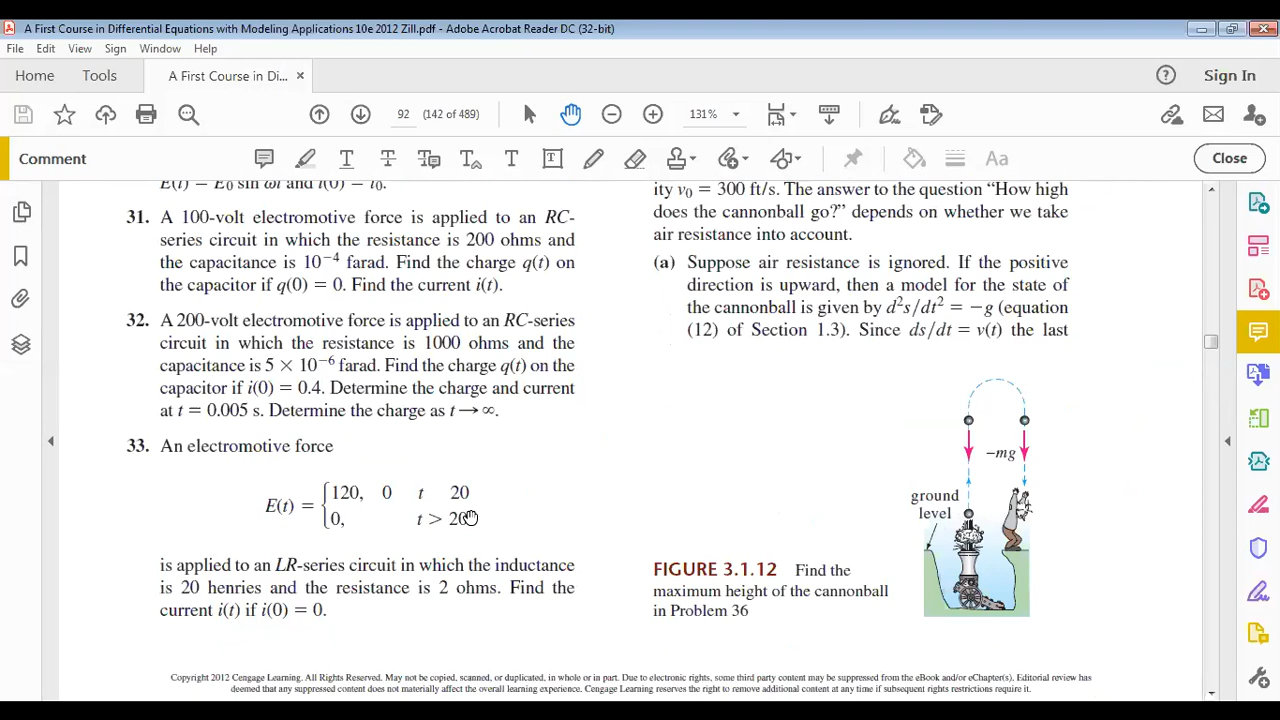 A First Course in Differential Equations with Modeling Applications 10e 2012 Zill.pdf - Adobe Acrobat Reader DC (32-bit)
File Edit View Sign Window Help
Home Tools A First Course in Di... × Sign In
92 (142 of 489) 131%
Comment Close
E(t) = E₀ sin ωt and i(0) = i₀.
31. A 100-volt electromotive force is applied to an RC-
series circuit in which the resistance is 200 ohms and
the capacitance is 10⁻⁴ farad. Find the charge q(t) on
the capacitor if q(0) = 0. Find the current i(t).
32. A 200-volt electromotive force is applied to an RC-series
circuit in which the resistance is 1000 ohms and the
capacitance is 5 × 10⁻⁶ farad. Find the charge q(t) on the
capacitor if i(0) = 0.4. Determine the charge and current
at t = 0.005 s. Determine the charge as t → ∞.
33. An electromotive force
E(t) = {120, 0 t 20
{0, t > 20
is applied to an LR-series circuit in which the inductance
is 20 henries and the resistance is 2 ohms. Find the
current i(t) if i(0) = 0.
ity v₀ = 300 ft/s. The answer to the question “How high
does the cannonball go?” depends on whether we take
air resistance into account.
(a) Suppose air resistance is ignored. If the positive
direction is upward, then a model for the state of
the cannonball is given by d²s/dt² = −g (equation
(12) of Section 1.3). Since ds/dt = v(t) the last
−mg
ground
level
FIGURE 3.1.12 Find the
maximum height of the cannonball
in Problem 36
Copyright 2012 Cengage Learning. All Rights Reserved. May not be copied, scanned, or duplicated, in whole or in part. Due to electronic rights, some third party content may be suppressed from the eBook and/or eChapter(s). Editorial review has
deemed that any suppressed content does not materially affect the overall learning experience. Cengage Learning reserves the right to remove additional content at any time if subsequent rights restrictions require it.